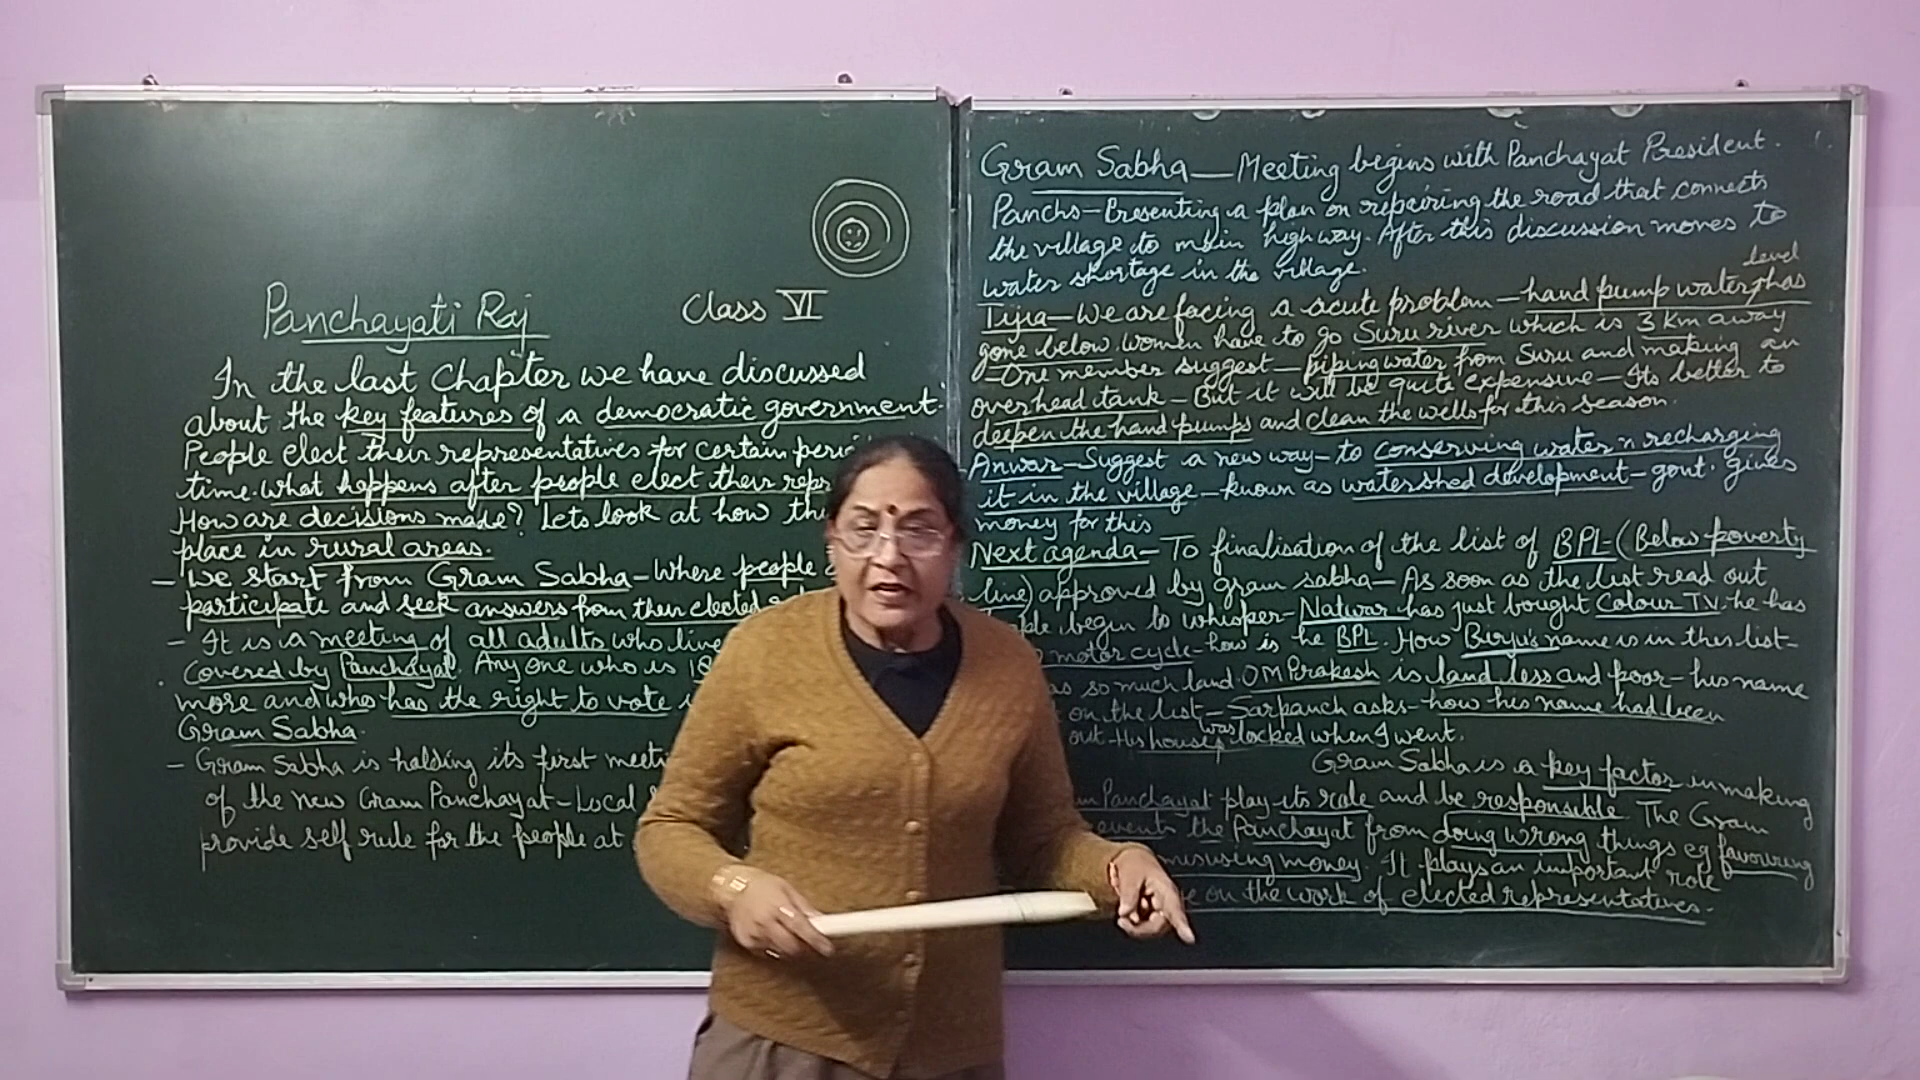 Panchayati Raj Class VI
In the last Chapter we have discussed
about the key features of a democratic government.
People elect their representatives for certain
time. What happens after people elect their
How are decisions made? Lets look at how
place in rural areas.
- We start from Gram Sabha - Where people
participate and seek answers from their elected
- It is a meeting of all adults who live
Covered by Panchayat. Any one who is 18
more and who has the right to vote
Gram Sabha.
- Gram Sabha is holding its first
of the new Gram Panchayat - Local
provide self rule for the people at
Gram Sabha — Meeting begins with Panchayat President.
Panchs - Presenting a plan on repairing the road that connects
the village to main highway. After this discussion moves to
water shortage in the village.
level
Tijia - We are facing a acute problem - hand pump water has
gone below. women have to go Suru river which is 3 Km away
- One member suggest - piping water from Suru and making an
overhead tank - But it will be quite expensive - Its better to
deepen the hand pumps and clean the wells for this season.
Anwar - Suggest a new way - to conserving water n recharging
it in the village - known as watershed development - govt. gives
money for this
Next agenda - To finalisation of the list of BPL - (Below poverty
line) approved by gram sabha - As soon as the list read out
begin to whisper - Natwar has just bought Colour TV. he has
motor cycle - how is he BPL. How Birju's name is in this list -
so much land OM Prakash is land less and poor - his name
on the list - Sarpanch asks - how his name had been
out - His house was locked when I went.
Gram Sabha is a key factor in making
Panchayat play its role and be responsible. The Gram
the Panchayat from doing wrong things eg favouring
misusing money. It plays an important role
on the work of elected representatives.